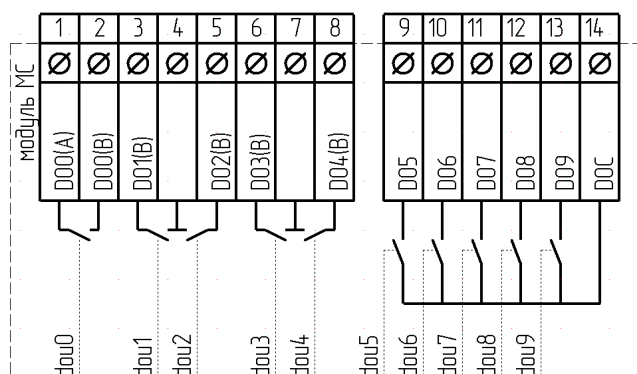 1 2 3 4 5 6 7 8 9 10 11 12 13 14
модуль МС
DO0(A) DO0(B) DO1(B) DO2(B) DO3(B) DO4(B) DO5 DO6 DO7 DO8 DO9 DOC
dou0 dou1 dou2 dou3 dou4 dou5 dou6 dou7 dou8 dou9